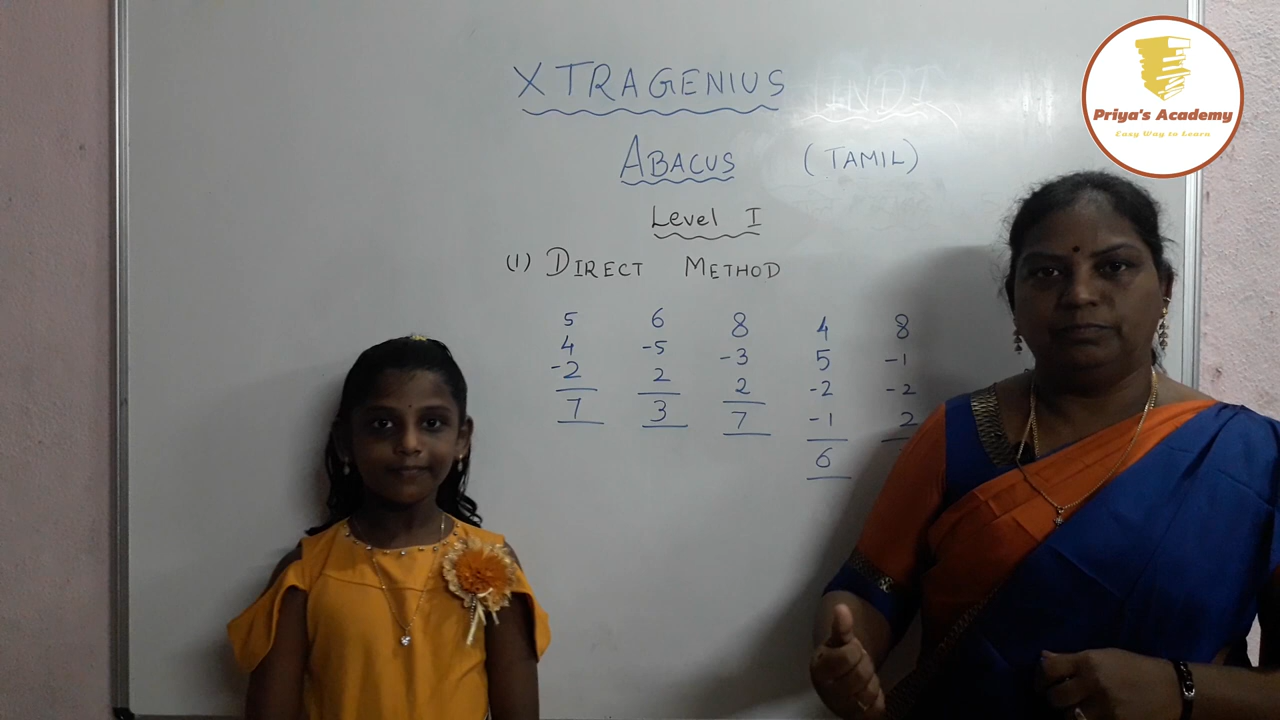 XTRAGENIUS HINDI
ABACUS (TAMIL)
Level I
(1) DIRECT METHOD
5 6 8 4 8
4 -5 -3 5 -1
-2 2 2 -2 -2
7 3 7 -1 2
6
Priya's Academy
Easy Way to Learn